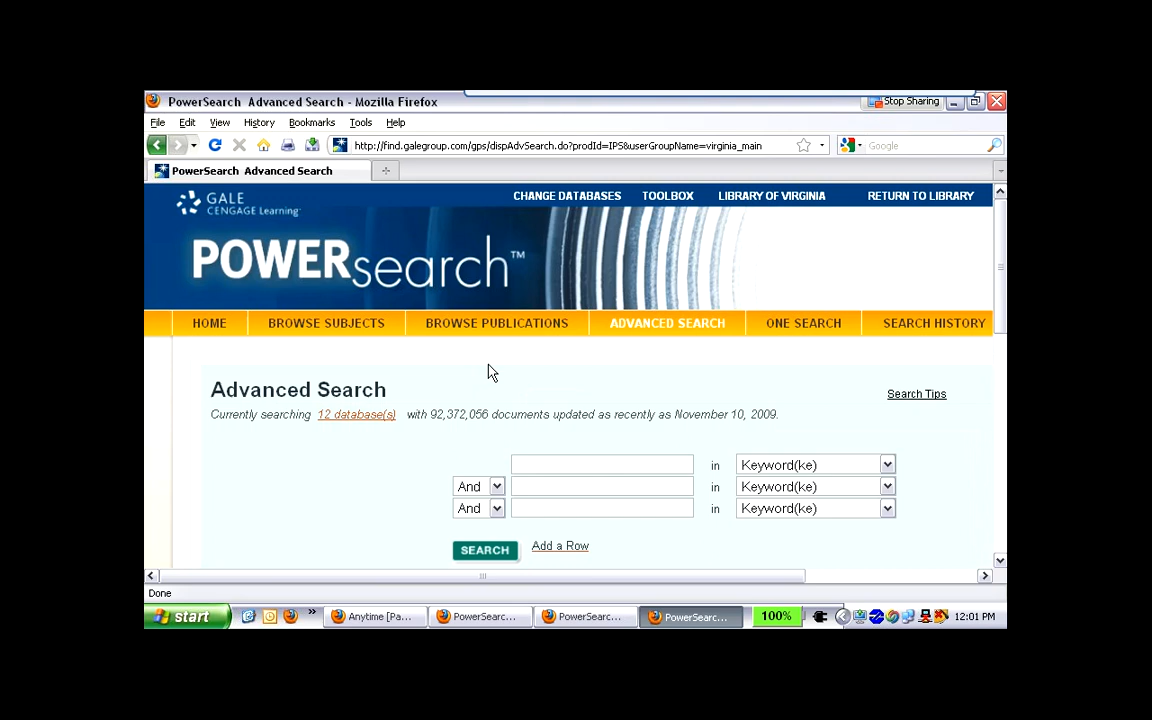 PowerSearch Advanced Search - Mozilla Firefox
Stop Sharing
File Edit View History Bookmarks Tools Help
http://find.galegroup.com/gps/dispAdvSearch.do?prodId=IPS&userGroupName=virginia_main
Google
PowerSearch Advanced Search
GALE
CENGAGE Learning
CHANGE DATABASES TOOLBOX LIBRARY OF VIRGINIA RETURN TO LIBRARY
POWERsearch™
HOME BROWSE SUBJECTS BROWSE PUBLICATIONS ADVANCED SEARCH ONE SEARCH SEARCH HISTORY
Advanced Search
Search Tips
Currently searching 12 database(s) with 92,372,056 documents updated as recently as November 10, 2009.
in Keyword(ke)
And in Keyword(ke)
And in Keyword(ke)
SEARCH Add a Row
Done
start Anytime [Pa... PowerSearc... PowerSearc... PowerSearc... 100% 12:01 PM